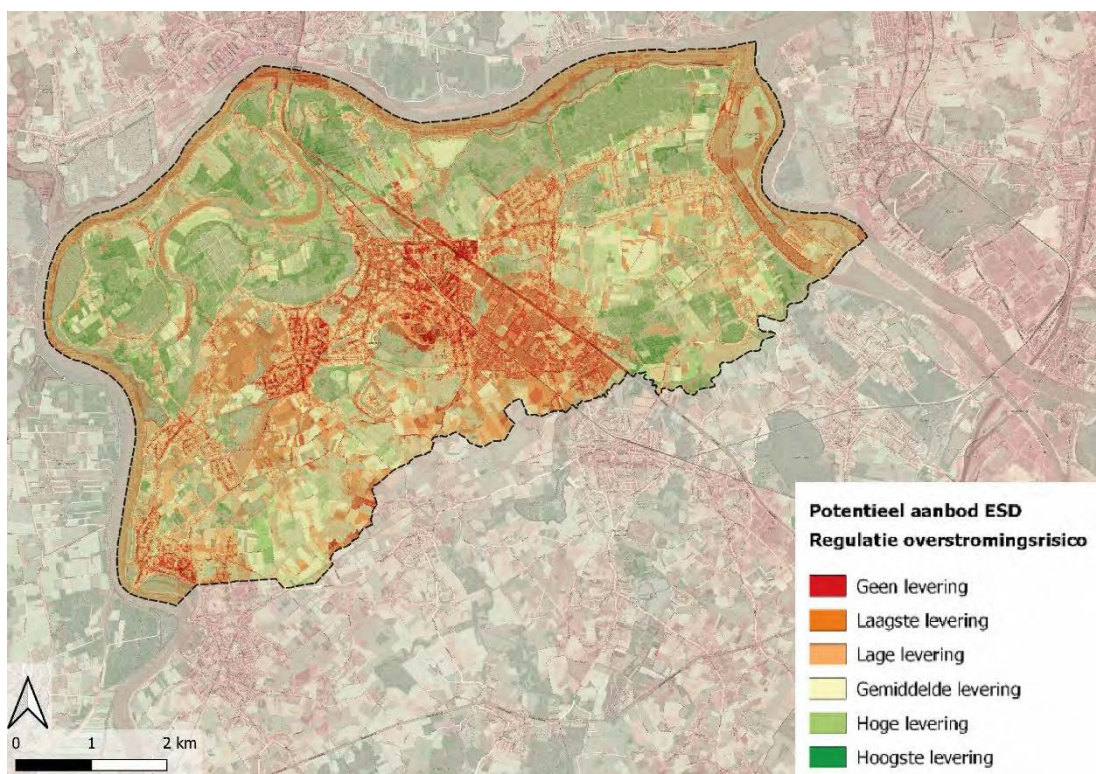 Potentieel aanbod ESD
Regulatie overstromingsrisico
Geen levering
Laagste levering
Lage levering
Gemiddelde levering
Hoge levering
Hoogste levering
0 1 2 km